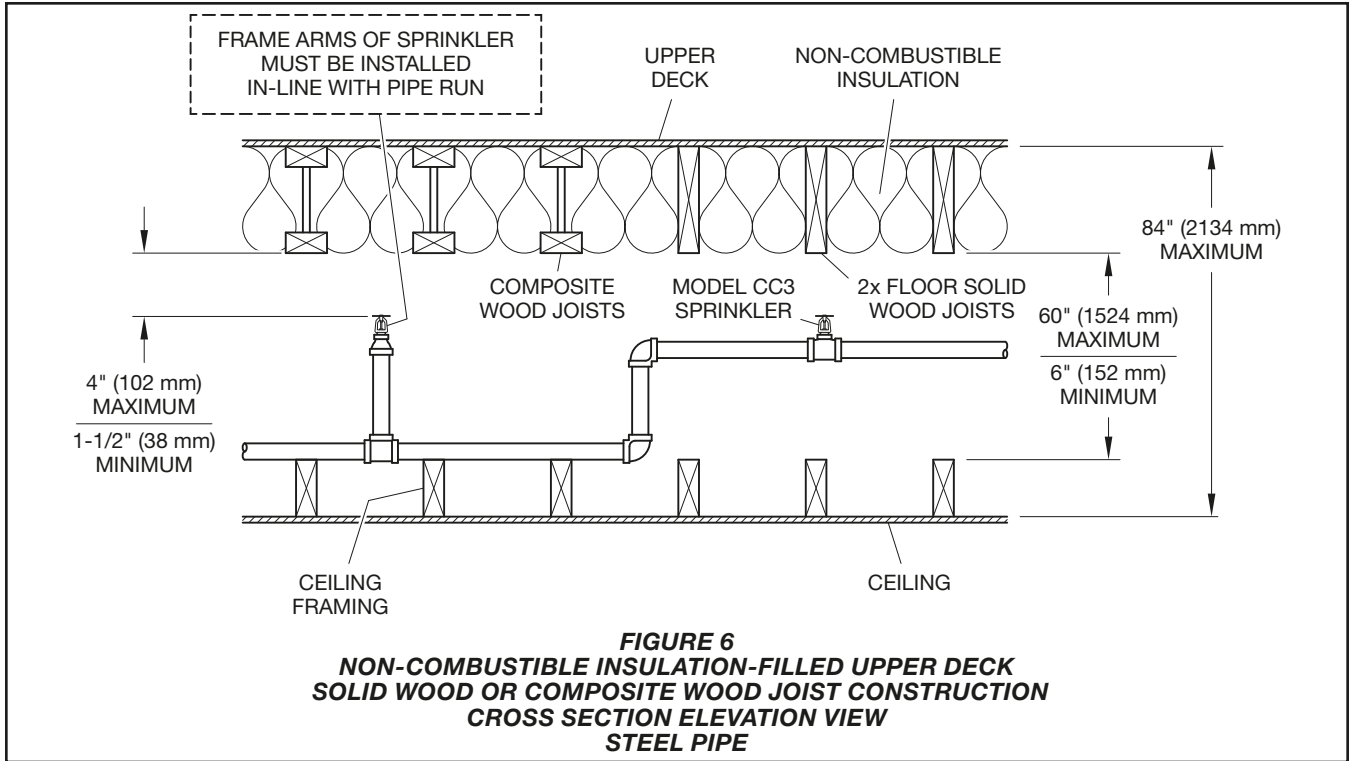 FRAME ARMS OF SPRINKLER
MUST BE INSTALLED
IN-LINE WITH PIPE RUN
UPPER
DECK
NON-COMBUSTIBLE
INSULATION
84" (2134 mm)
MAXIMUM
COMPOSITE
WOOD JOISTS
MODEL CC3
SPRINKLER
2x FLOOR SOLID
WOOD JOISTS
60" (1524 mm)
MAXIMUM
6" (152 mm)
MINIMUM
4" (102 mm)
MAXIMUM
1-1/2" (38 mm)
MINIMUM
CEILING
FRAMING
CEILING
FIGURE 6
NON-COMBUSTIBLE INSULATION-FILLED UPPER DECK
SOLID WOOD OR COMPOSITE WOOD JOIST CONSTRUCTION
CROSS SECTION ELEVATION VIEW
STEEL PIPE